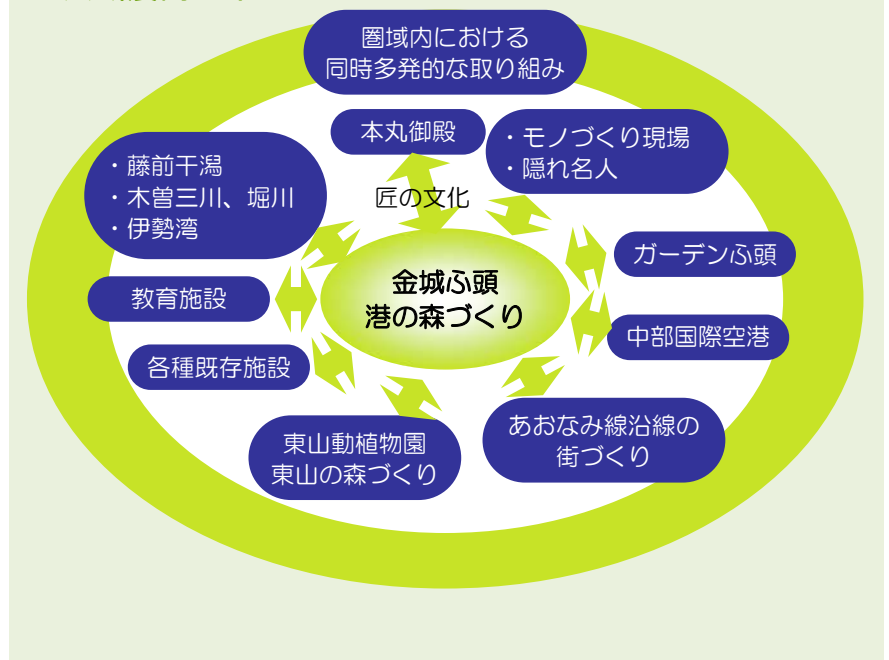 圏域内における
同時多発的な取り組み
本丸御殿
・モノづくり現場
・隠れ名人
・藤前干潟
・木曽三川、堀川
・伊勢湾
匠の文化
ガーデンふ頭
金城ふ頭
港の森づくり
教育施設
中部国際空港
各種既存施設
あおなみ線沿線の
街づくり
東山動植物園
東山の森づくり